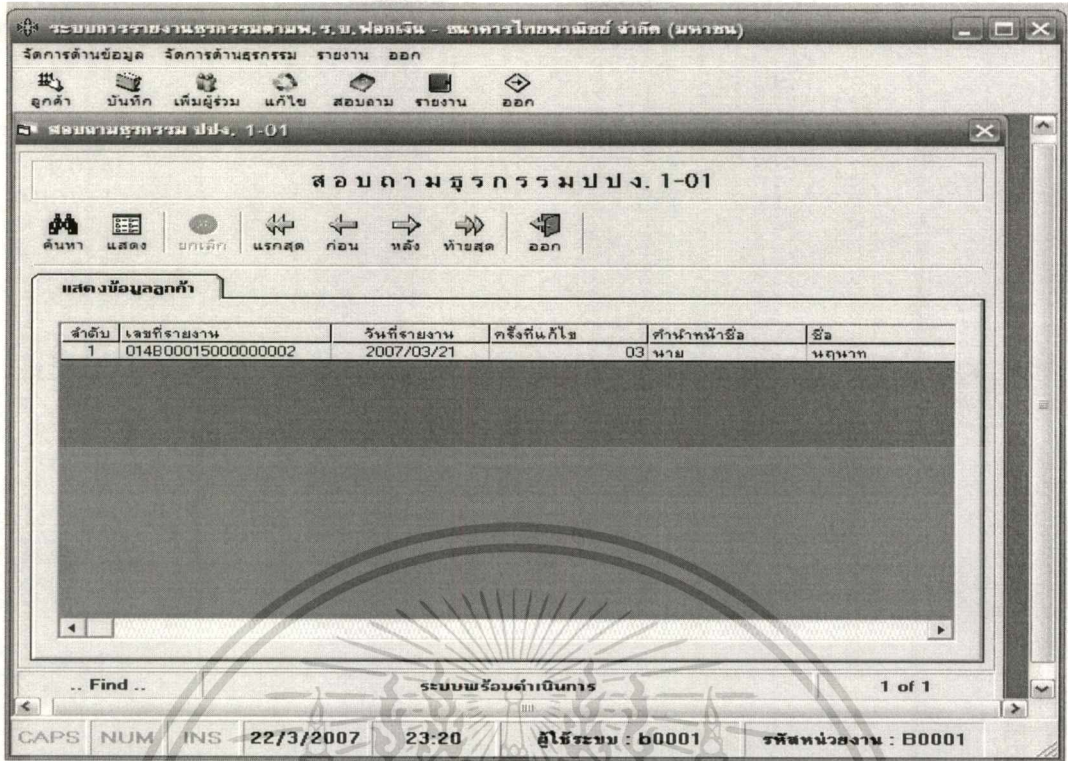 ระบบการรายงานธุรกรรมตามพ.ร.บ.ฟอกเงิน - ธนาคารไทยพาณิชย์ จำกัด (มหาชน)
จัดการด้านข้อมูล จัดการด้านธุรกรรม รายงาน ออก
ลูกค้า บันทึก เพิ่มผู้ร่วม แก้ไข สอบถาม รายงาน ออก
สอบถามธุรกรรม ปปง. 1-01
สอบถามธุรกรรมปปง. 1-01
ค้นหา แสดง ยกเลิก แรกสุด ก่อน หลัง ท้ายสุด ออก
แสดงข้อมูลลูกค้า
ลำดับ เลขที่รายงาน วันที่รายงาน ครั้งที่แก้ไข คำนำหน้าชื่อ ชื่อ
1 014B00015000000002 2007/03/21 03 นาย นฤนาท
.. Find .. ระบบพร้อมดำเนินการ 1 of 1
CAPS NUM INS 22/3/2007 23:20 ผู้ใช้ระบบ : b0001 รหัสหน่วยงาน : B0001